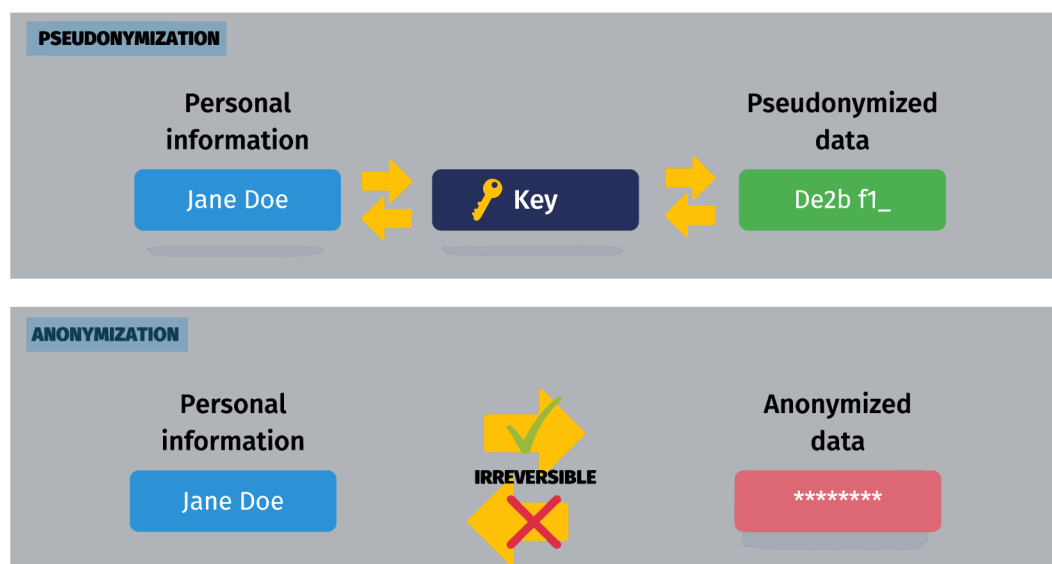 PSEUDONYMIZATION
Personal
information
Pseudonymized
data
Jane Doe
Key
De2b f1_
ANONYMIZATION
Personal
information
Anonymized
data
IRREVERSIBLE
Jane Doe
********